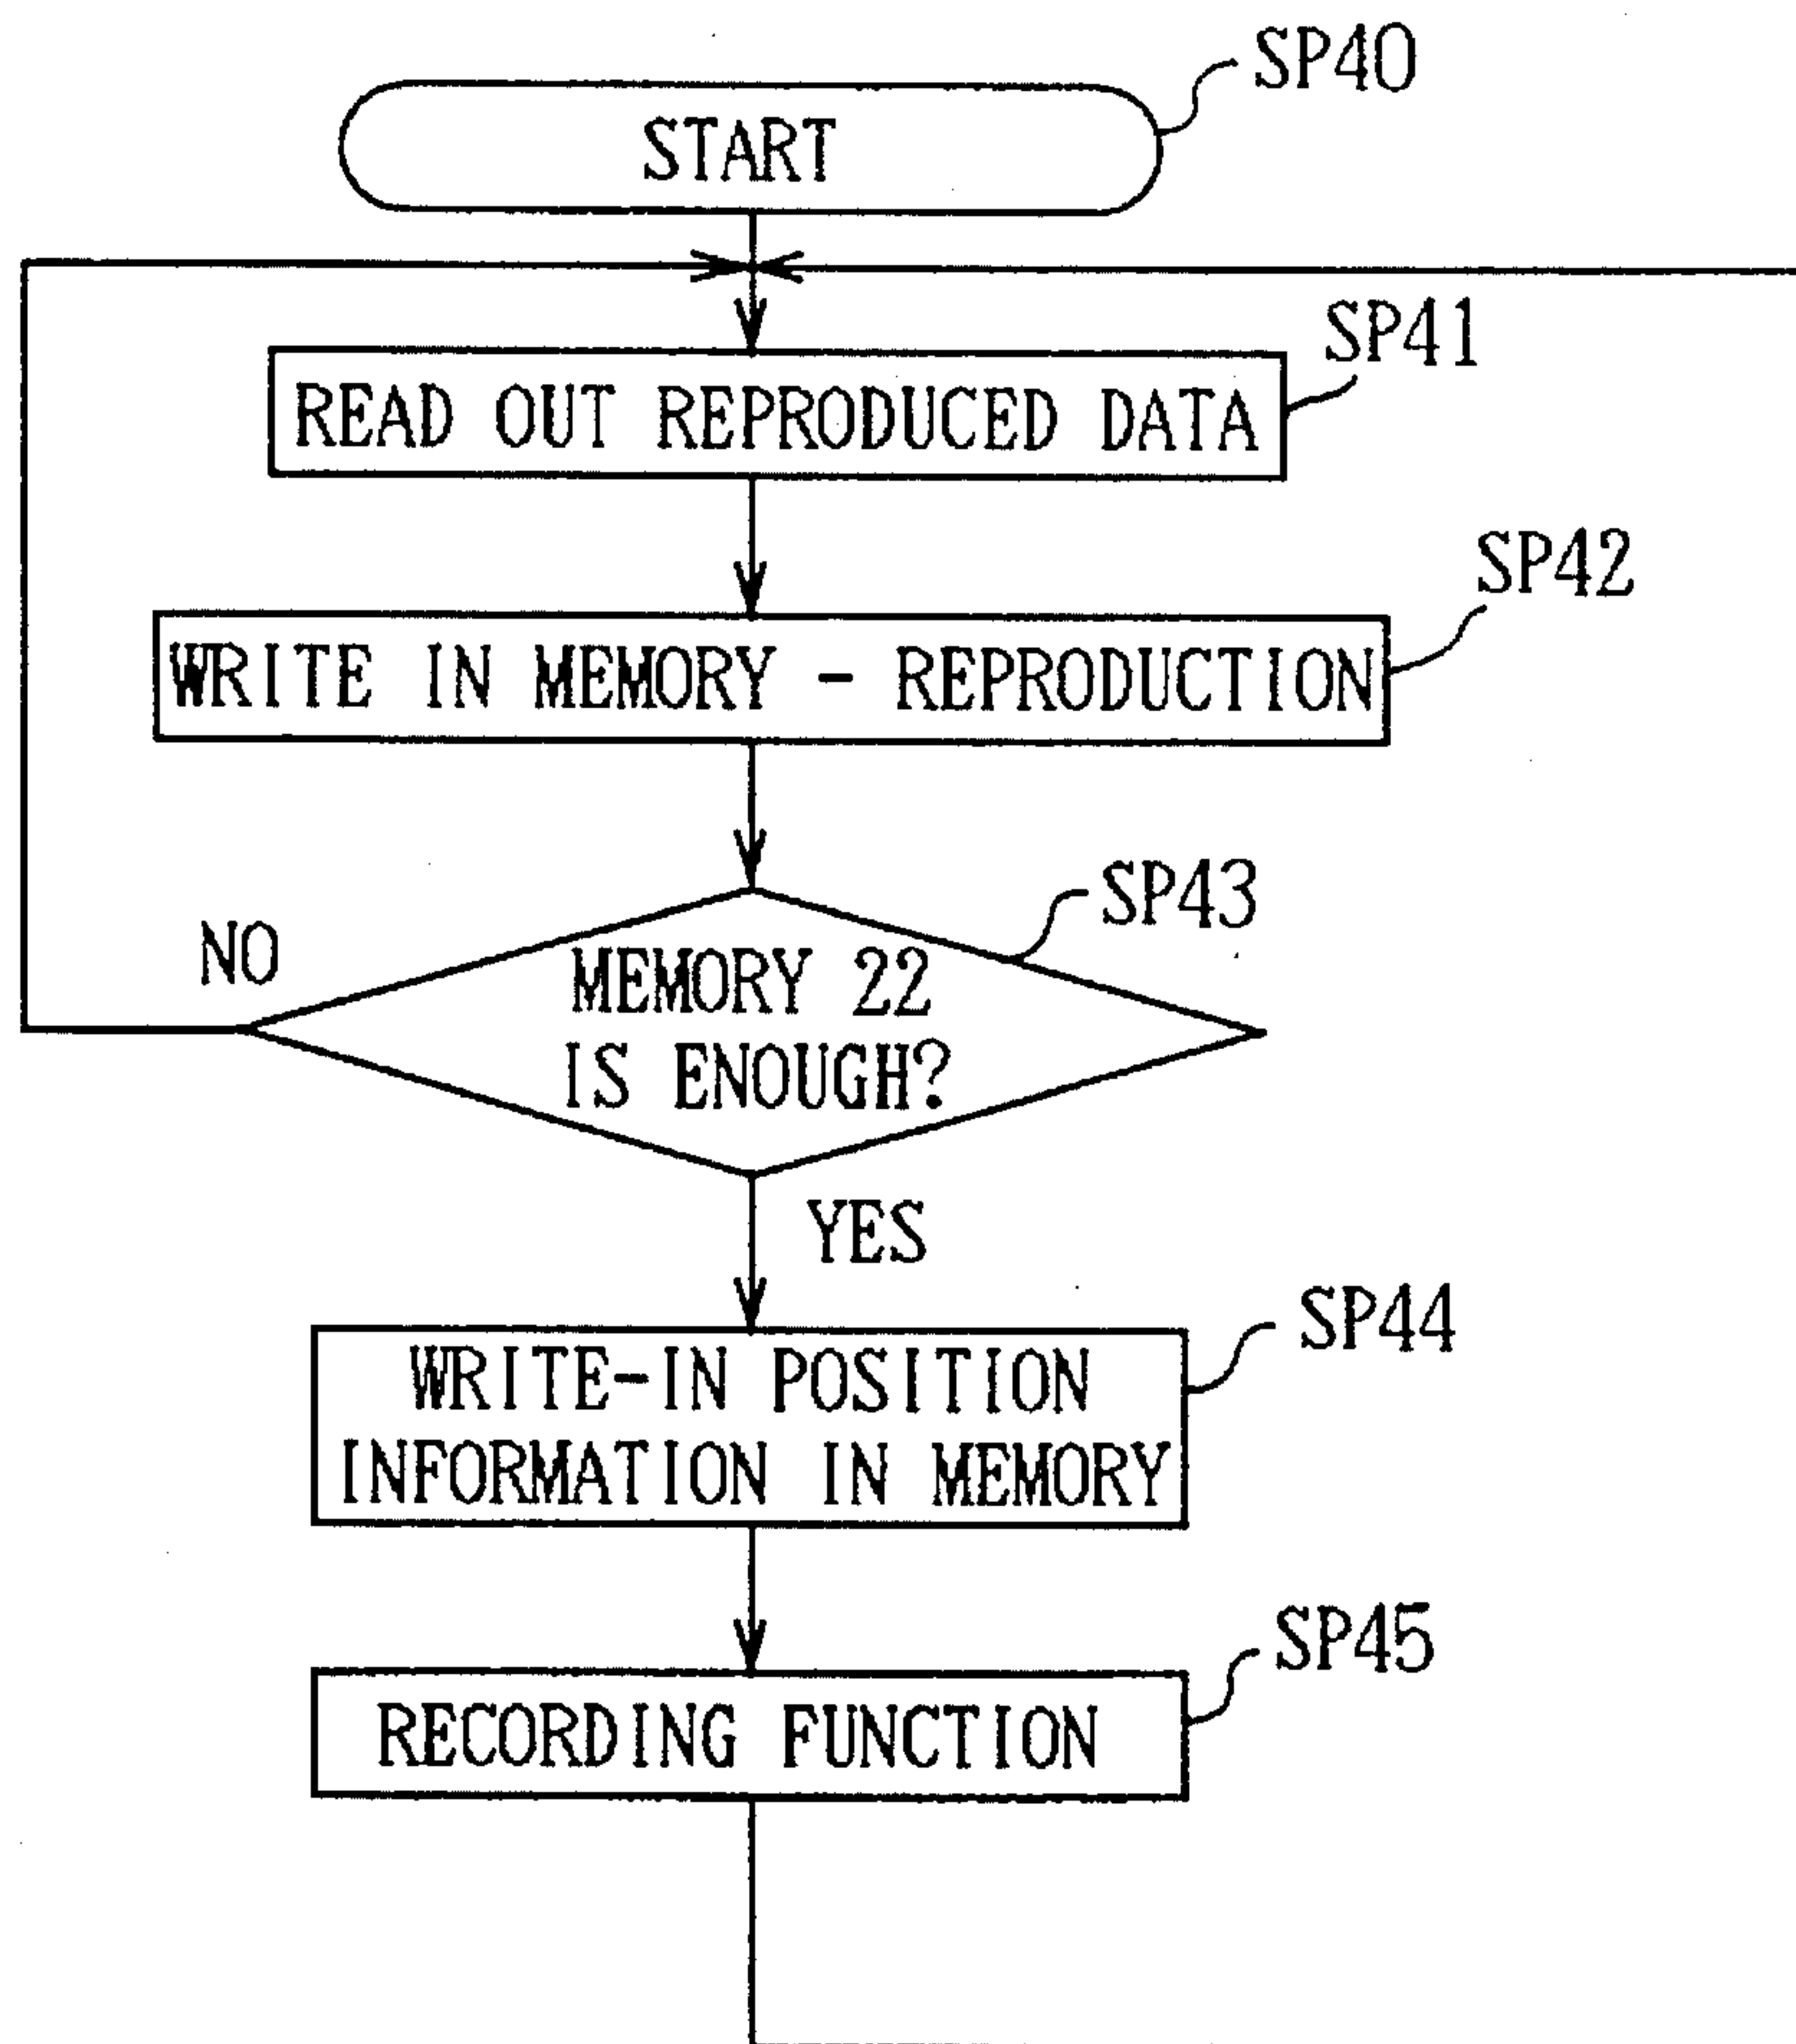 SP40
START
SP41
READ OUT REPRODUCED DATA
SP42
WRITE IN MEMORY - REPRODUCTION
SP43
NO
MEMORY 22
IS ENOUGH?
YES
SP44
WRITE-IN POSITION
INFORMATION IN MEMORY
SP45
RECORDING FUNCTION